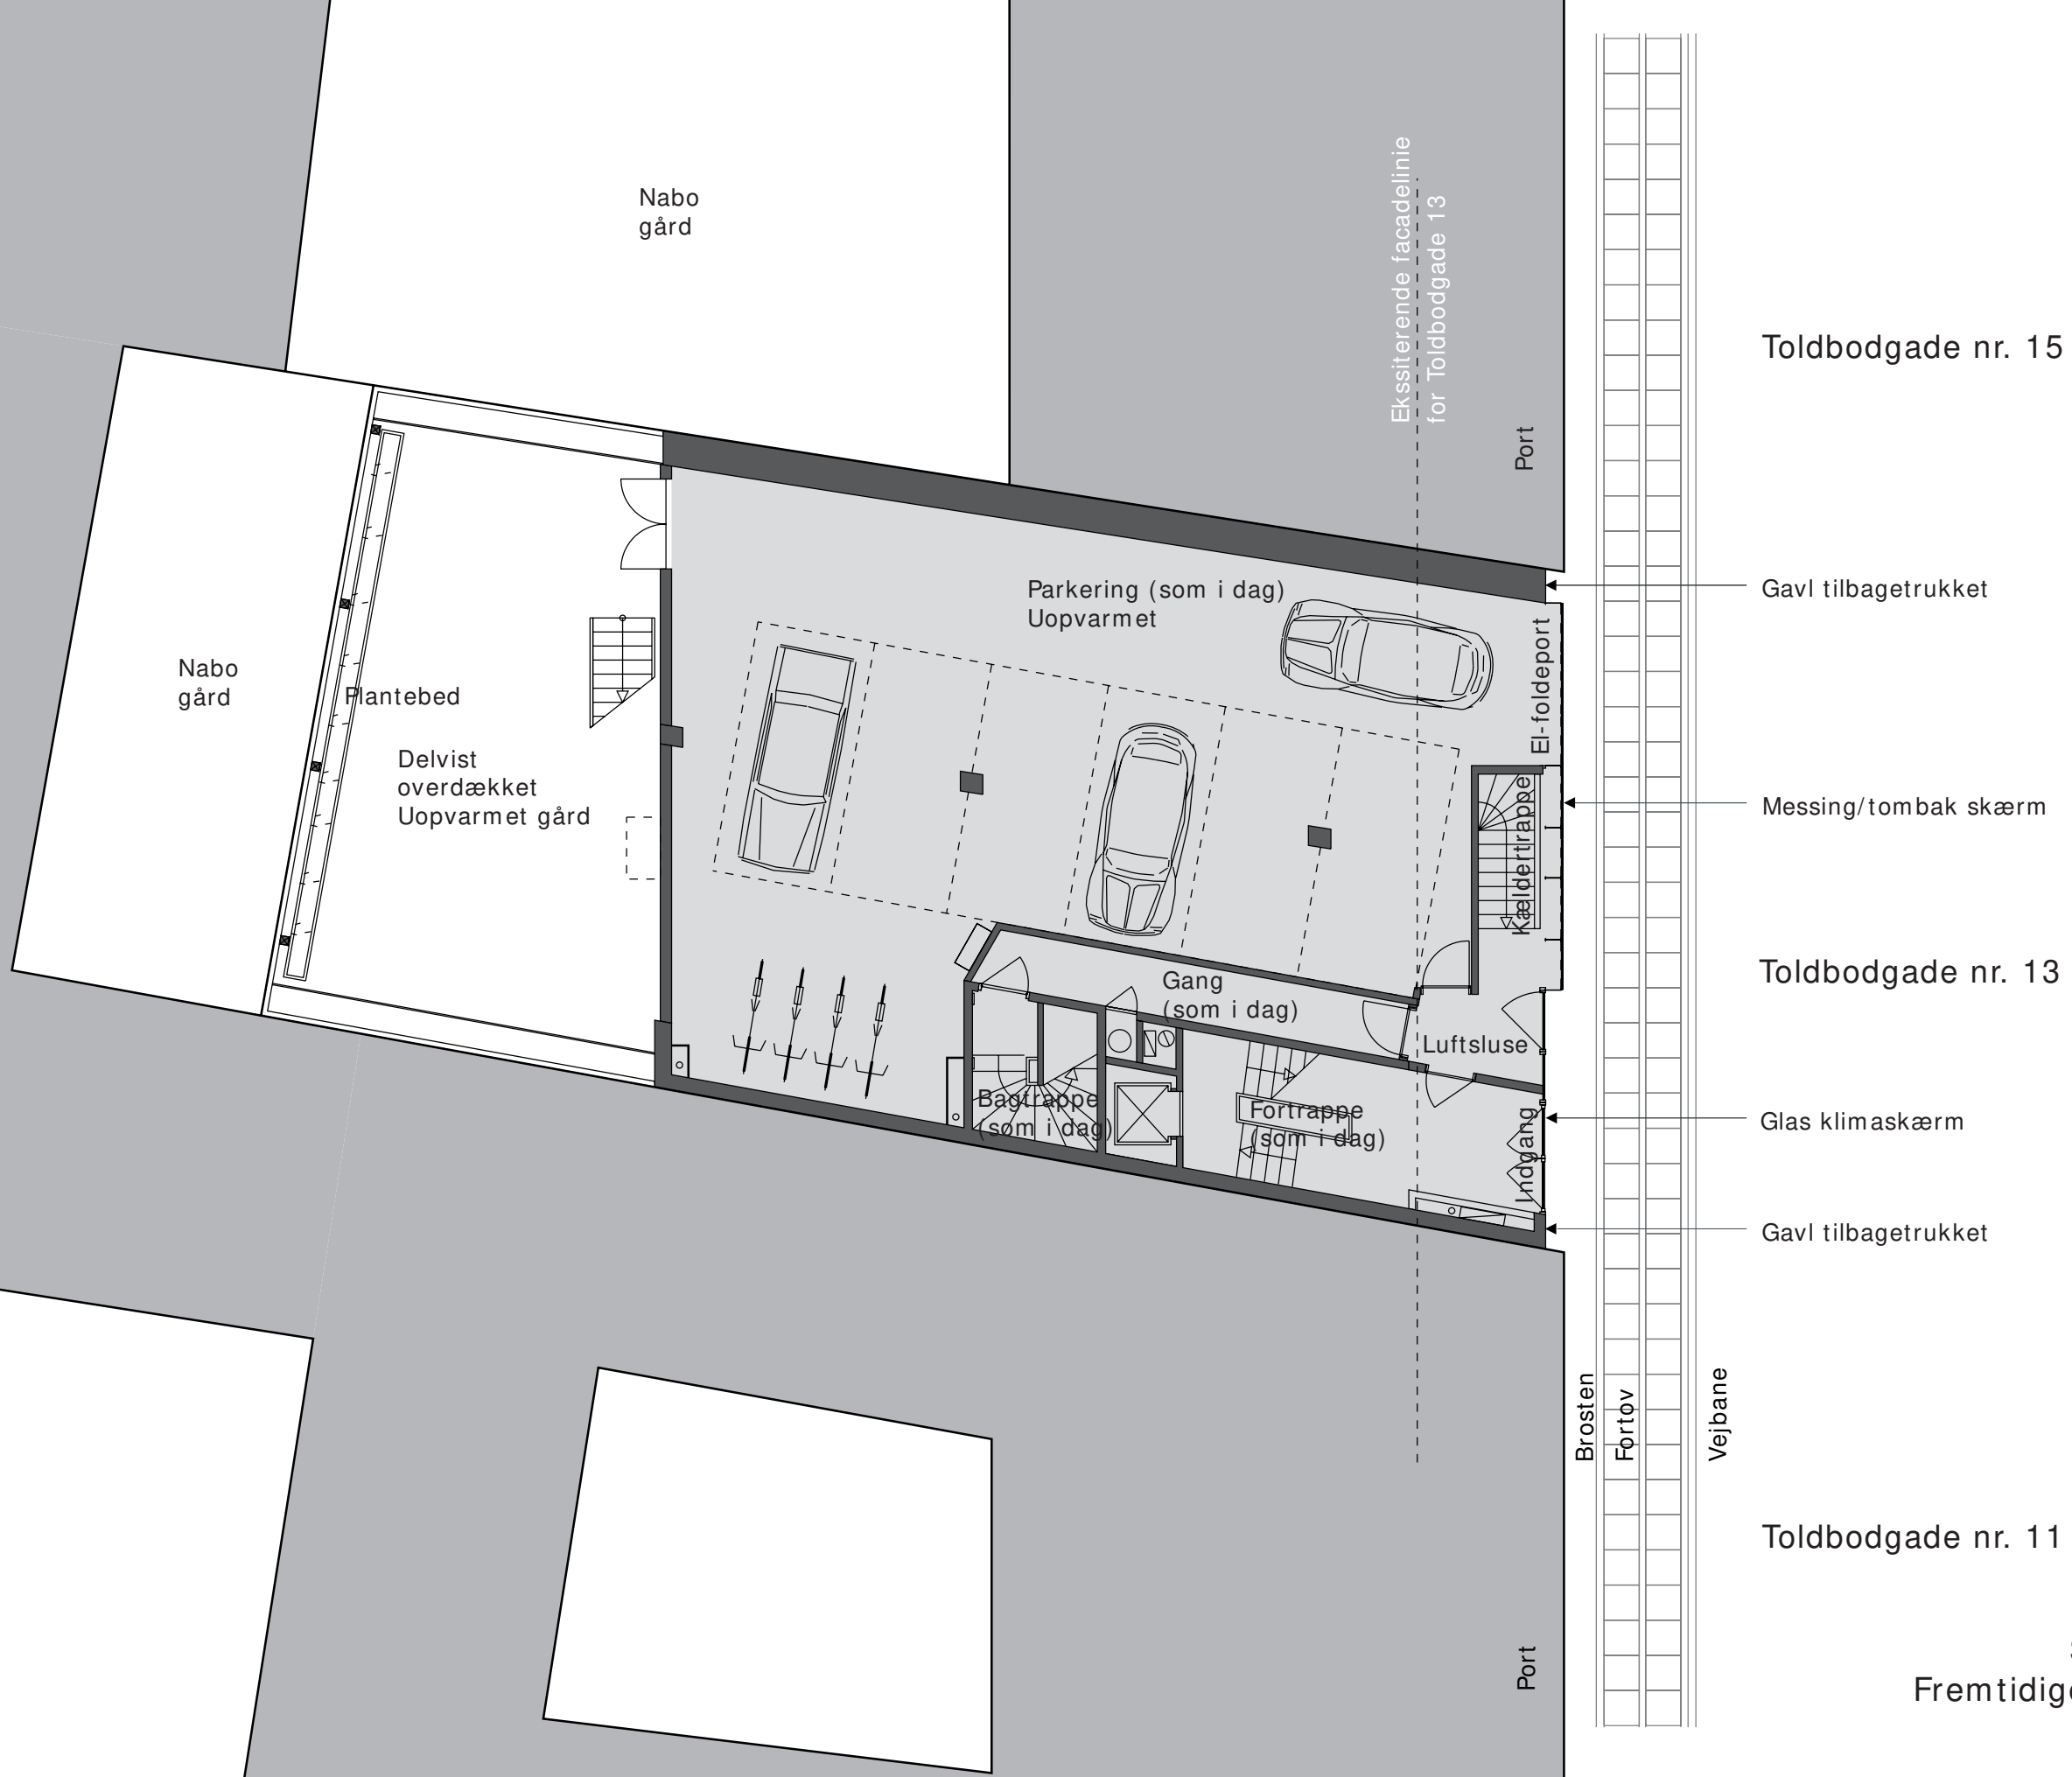 Nabo
gård
Ekssiterende facadelinie
for Toldbodgade 13
Port
Toldbodgade nr. 15
Parkering (som i dag)
Uopvarmet
Gavl tilbagetrukket
El-foldeport
Nabo
gård
Plantebed
Delvist
overdækket
Uopvarmet gård
Kældertrappe
Messing/tombak skærm
Toldbodgade nr. 13
Gang
(som i dag)
Luftsluse
Bagtrappe
(som i dag)
Fortrappe
(som i dag)
Indgang
Glas klimaskærm
Gavl tilbagetrukket
Brosten
Fortov
Vejbane
Toldbodgade nr. 11
Port
Fremtidige